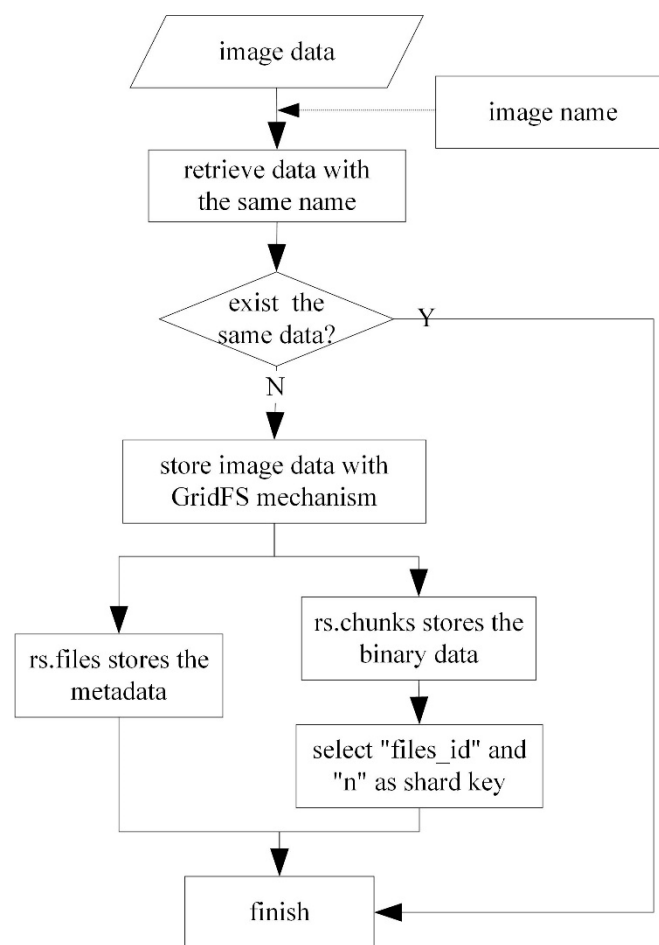 image data
image name
retrieve data with
the same name
exist the
same data?
Y
N
store image data with
GridFS mechanism
rs.files stores the
metadata
rs.chunks stores the
binary data
select "files_id" and
"n" as shard key
finish